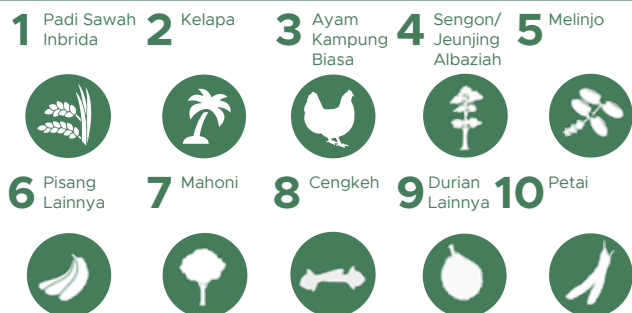 1 Padi Sawah
Inbrida
2 Kelapa
3 Ayam
Kampung
Biasa
4 Sengon/
Jeunjing
Albaziah
5 Melinjo
6 Pisang
Lainnya
7 Mahoni
8 Cengkeh
9 Durian
Lainnya
10 Petai